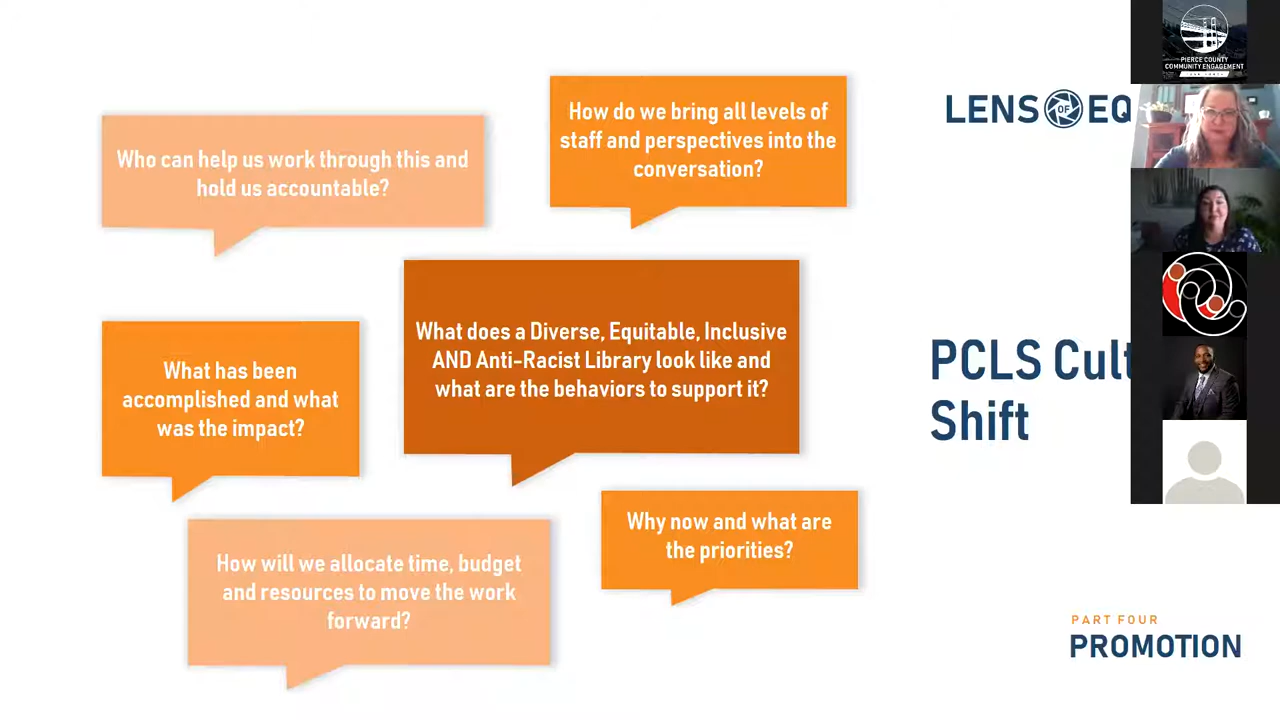 Who can help us work through this and
hold us accountable?
How do we bring all levels of
staff and perspectives into the
conversation?
What has been
accomplished and what
was the impact?
What does a Diverse, Equitable, Inclusive
AND Anti-Racist Library look like and
what are the behaviors to support it?
How will we allocate time, budget
and resources to move the work
forward?
Why now and what are
the priorities?
LENS OF EQ
PCLS Cult
Shift
PART FOUR
PROMOTION
PIERCE COUNTY
COMMUNITY ENGAGEMENT
TASK FORCE